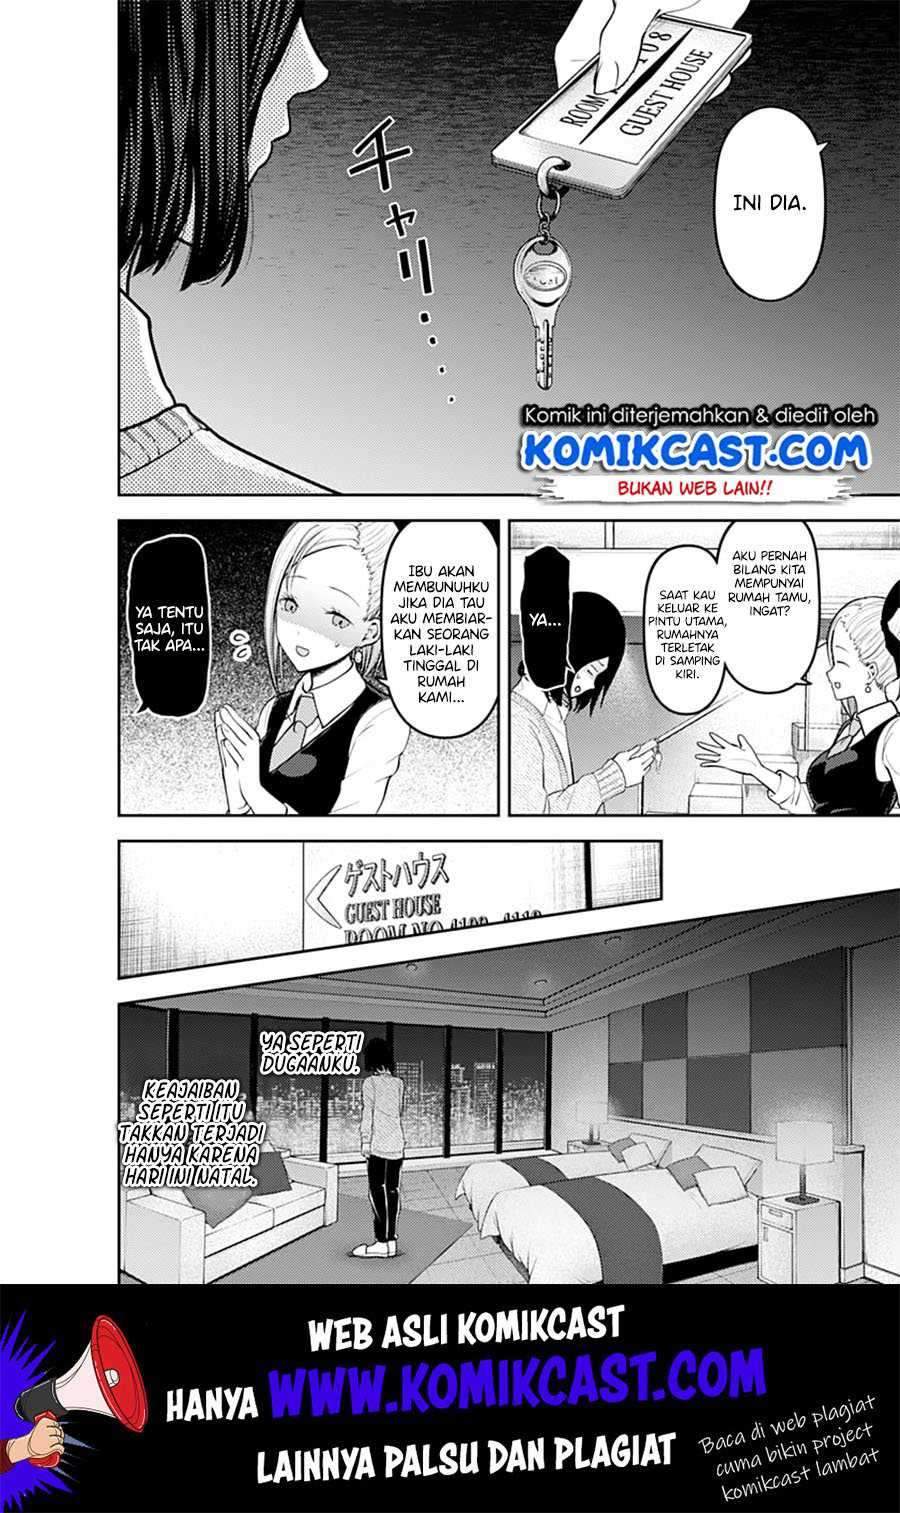 ROOM 108
GUEST HOUSE
INI DIA.
チャリ...
Komik ini diterjemahkan & diedit oleh
KOMIKCAST.COM
BUKAN WEB LAIN!!
AKU PERNAH
BILANG KITA
MEMPUNYAI
RUMAH TAMU,
INGAT?
SAAT KAU
KELUAR KE
PINTU UTAMA,
RUMAHNYA
TERLETAK
DI SAMPING
KIRI.
YA...
IBU AKAN
MEMBUNUHKU
JIKA DIA TAU
AKU MEMBIAR-
KAN SEORANG
LAKI-LAKI
TINGGAL DI
RUMAH
KAMI...
YA TENTU
SAJA, ITU
TAK APA...
ゲストハウス
GUEST HOUSE
ROOM NO
YA SEPERTI
DUGAANKU.
KEAJAIBAN
SEPERTI ITU
TAKKAN TERJADI
HANYA KARENA
HARI INI NATAL.
WEB ASLI KOMIKCAST
HANYA WWW.KOMIKCAST.COM
LAINNYA PALSU DAN PLAGIAT
Baca di web plagiat
cuma bikin project
komikcast lambat